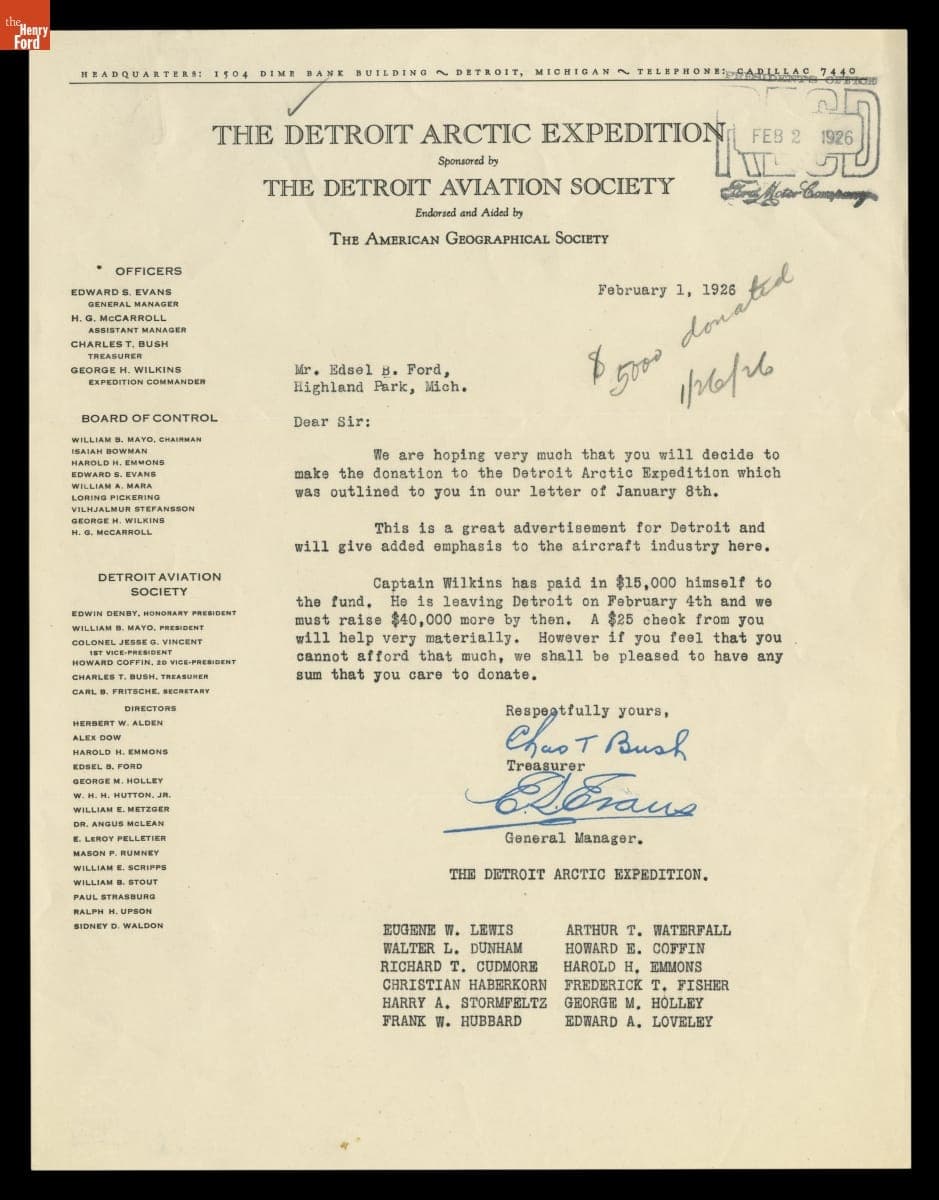 the
Henry
Ford
HEADQUARTERS: 1504 DIME BANK BUILDING ~ DETROIT, MICHIGAN ~ TELEPHONE: CADILLAC 7440
PRESIDENT'S OFFICE
REC'D
FEB 2 1926
Ford Motor Company
THE DETROIT ARCTIC EXPEDITION
Sponsored by
THE DETROIT AVIATION SOCIETY
Endorsed and Aided by
THE AMERICAN GEOGRAPHICAL SOCIETY
OFFICERS
EDWARD S. EVANS
GENERAL MANAGER
H. G. McCARROLL
ASSISTANT MANAGER
CHARLES T. BUSH
TREASURER
GEORGE H. WILKINS
EXPEDITION COMMANDER
BOARD OF CONTROL
WILLIAM B. MAYO, CHAIRMAN
ISAIAH BOWMAN
HAROLD H. EMMONS
EDWARD S. EVANS
WILLIAM A. MARA
LORING PICKERING
VILHJALMUR STEFANSSON
GEORGE H. WILKINS
H. G. McCARROLL
DETROIT AVIATION
SOCIETY
EDWIN DENBY, HONORARY PRESIDENT
WILLIAM B. MAYO, PRESIDENT
COLONEL JESSE G. VINCENT
1ST VICE-PRESIDENT
HOWARD COFFIN, 2D VICE-PRESIDENT
CHARLES T. BUSH, TREASURER
CARL B. FRITSCHE, SECRETARY
DIRECTORS
HERBERT W. ALDEN
ALEX DOW
HAROLD H. EMMONS
EDSEL B. FORD
GEORGE M. HOLLEY
W. H. H. HUTTON, JR.
WILLIAM E. METZGER
DR. ANGUS McLEAN
E. LeROY PELLETIER
MASON P. RUMNEY
WILLIAM E. SCRIPPS
WILLIAM B. STOUT
PAUL STRASBURG
RALPH H. UPSON
SIDNEY D. WALDON
February 1, 1926
$5000 donated
1/26/26
Mr. Edsel B. Ford,
Highland Park, Mich.
Dear Sir:
We are hoping very much that you will decide to
make the donation to the Detroit Arctic Expedition which
was outlined to you in our letter of January 8th.
This is a great advertisement for Detroit and
will give added emphasis to the aircraft industry here.
Captain Wilkins has paid in $15,000 himself to
the fund. He is leaving Detroit on February 4th and we
must raise $40,000 more by then. A $25 check from you
will help very materially. However if you feel that you
cannot afford that much, we shall be pleased to have any
sum that you care to donate.
Respectfully yours,
Chas T Bush
Treasurer
E.S. Evans
General Manager.
THE DETROIT ARCTIC EXPEDITION.
EUGENE W. LEWIS ARTHUR T. WATERFALL
WALTER L. DUNHAM HOWARD E. COFFIN
RICHARD T. CUDMORE HAROLD H. EMMONS
CHRISTIAN HABERKORN FREDERICK T. FISHER
HARRY A. STORMFELTZ GEORGE M. HOLLEY
FRANK W. HUBBARD EDWARD A. LOVELEY